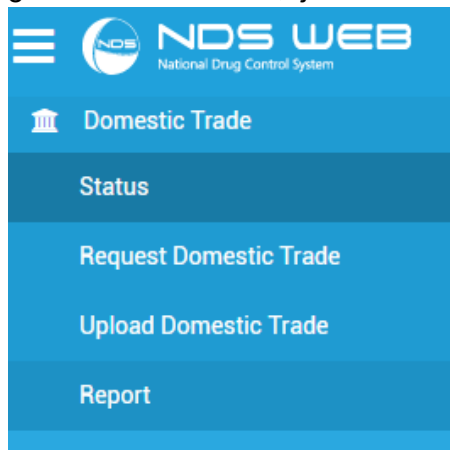 NDS
NDS WEB
National Drug Control System
Domestic Trade
Status
Request Domestic Trade
Upload Domestic Trade
Report